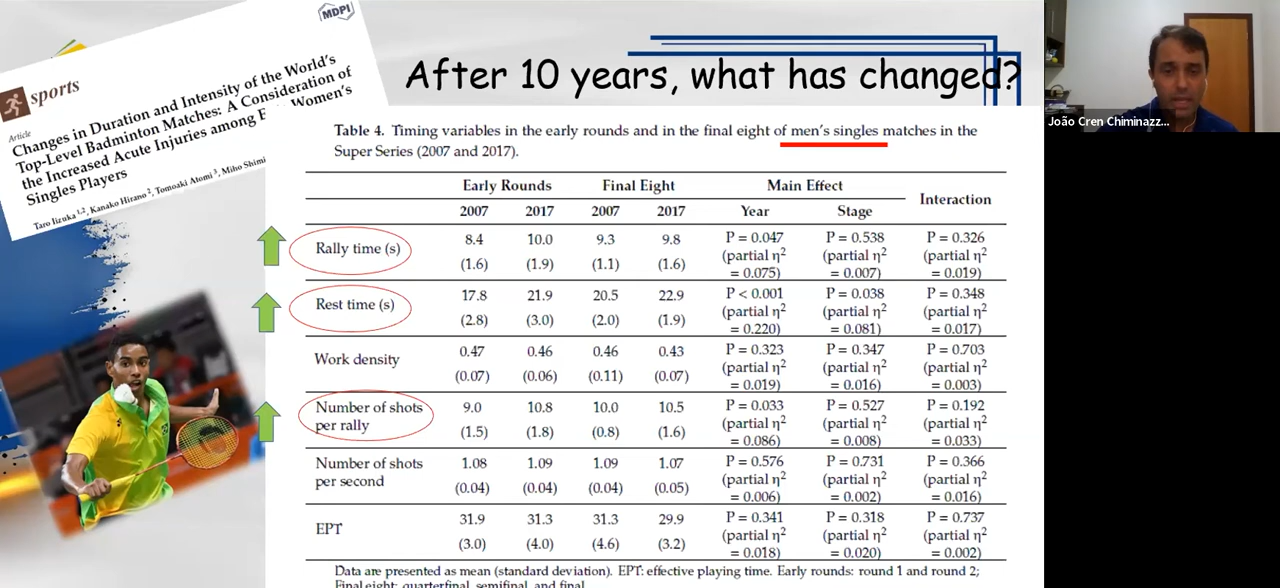 MDPI
sports
Article
Changes in Duration and Intensity of the World's
Top-Level Badminton Matches: A Consideration of
the Increased Acute Injuries among E Women's
Singles Players
Taro Iizuka 1,2, Kanako Hirano 2, Tomoaki Atomi 3, Miho Shimi
After 10 years, what has changed?
João Cren Chiminazz...
Table 4. Timing variables in the early rounds and in the final eight of men's singles matches in the
Super Series (2007 and 2017).
Early Rounds Final Eight Main Effect Interaction
2007 2017 2007 2017 Year Stage
Rally time (s) 8.4 10.0 9.3 9.8 P = 0.047 P = 0.538 P = 0.326
(1.6) (1.9) (1.1) (1.6) (partial η² (partial η² (partial η²
= 0.075) = 0.007) = 0.019)
Rest time (s) 17.8 21.9 20.5 22.9 P < 0.001 P = 0.038 P = 0.348
(2.8) (3.0) (2.0) (1.9) (partial η² (partial η² (partial η²
= 0.220) = 0.081) = 0.017)
Work density 0.47 0.46 0.46 0.43 P = 0.323 P = 0.347 P = 0.703
(0.07) (0.06) (0.11) (0.07) (partial η² (partial η² (partial η²
= 0.019) = 0.016) = 0.003)
Number of shots 9.0 10.8 10.0 10.5 P = 0.033 P = 0.527 P = 0.192
per rally (1.5) (1.8) (0.8) (1.6) (partial η² (partial η² (partial η²
= 0.086) = 0.008) = 0.033)
Number of shots 1.08 1.09 1.09 1.07 P = 0.576 P = 0.731 P = 0.366
per second (0.04) (0.04) (0.04) (0.05) (partial η² (partial η² (partial η²
= 0.006) = 0.002) = 0.016)
EPT 31.9 31.3 31.3 29.9 P = 0.341 P = 0.318 P = 0.737
(3.0) (4.0) (4.6) (3.2) (partial η² (partial η² (partial η²
= 0.018) = 0.020) = 0.002)
Data are presented as mean (standard deviation). EPT: effective playing time. Early rounds: round 1 and round 2;
Final eight: quarterfinal, semifinal, and final.